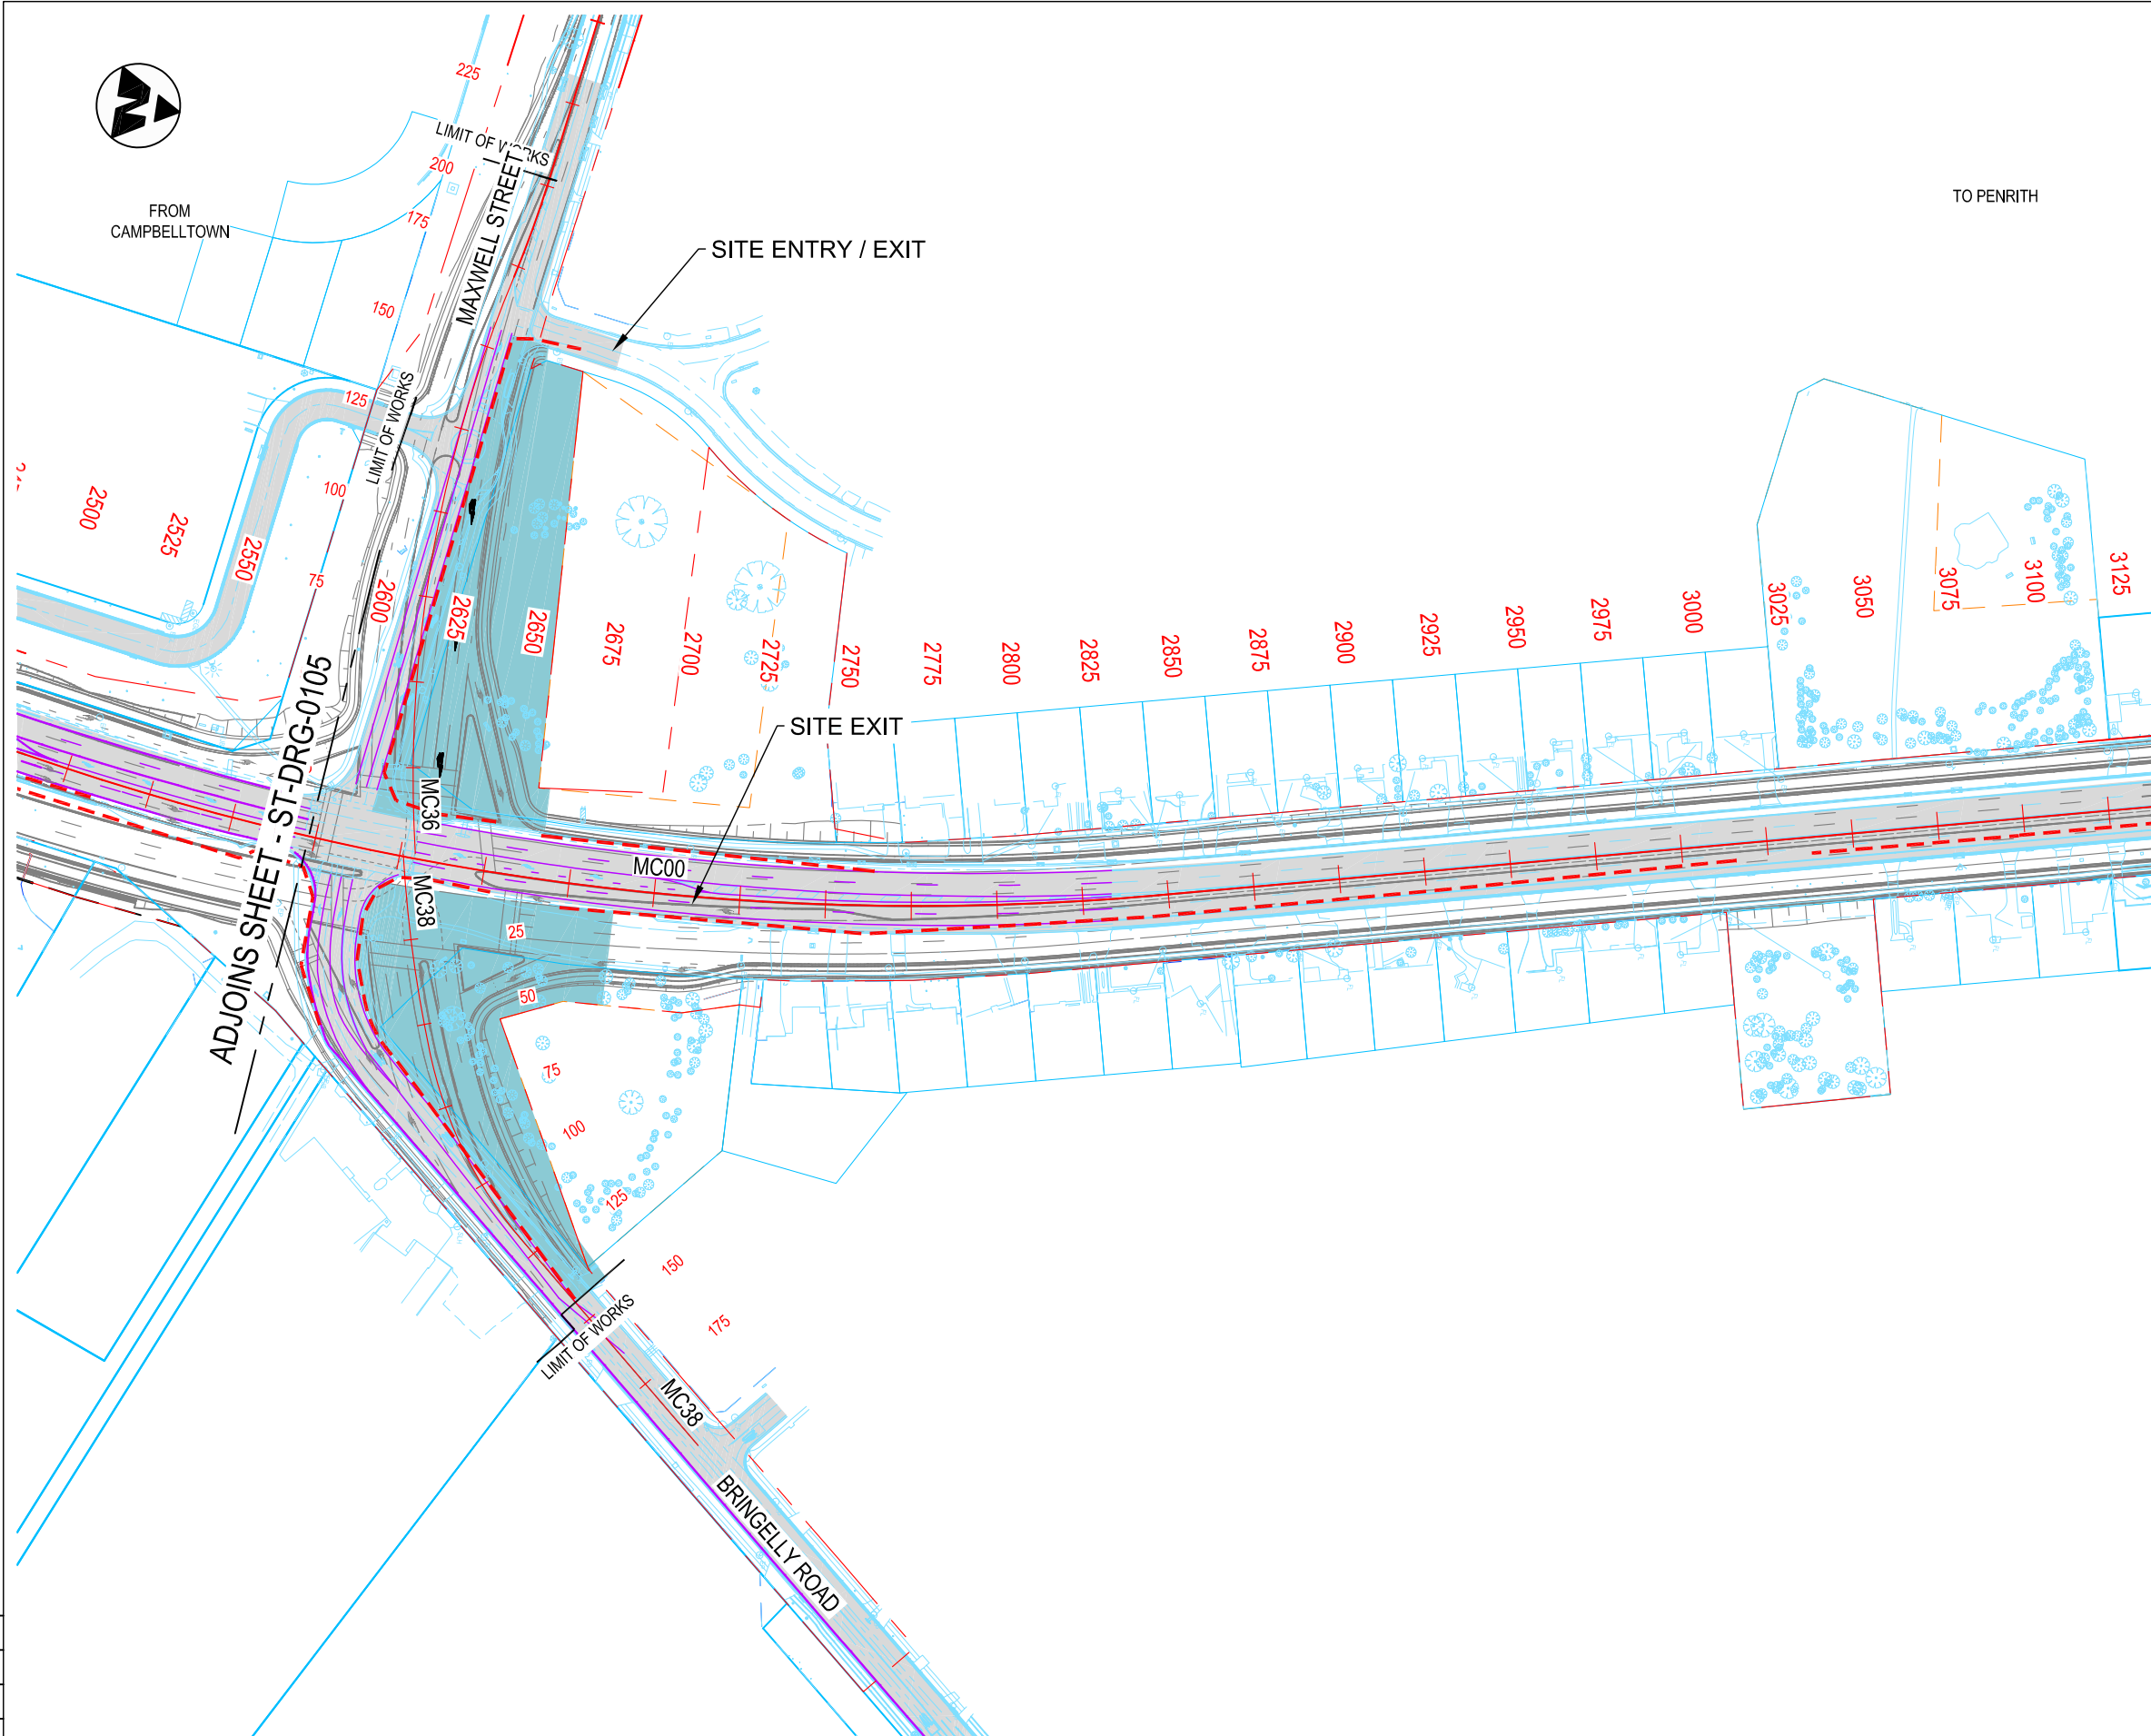 225
LIMIT OF WORKS
200
175
MAXWELL STREET
FROM
CAMPBELLTOWN
TO PENRITH
SITE ENTRY / EXIT
150
125
LIMIT OF WORKS
100
75
2500
2525
2550
2600
2625
2650
2675
2700
2725
2750
2775
2800
2825
2850
2875
2900
2925
2950
2975
3000
3025
3050
3075
3100
3125
SITE EXIT
ADJOINS SHEET - ST-DRG-0105
MC36
MC00
MC38
25
50
75
100
125
150
175
LIMIT OF WORKS
MC38
BRINGELLY ROAD